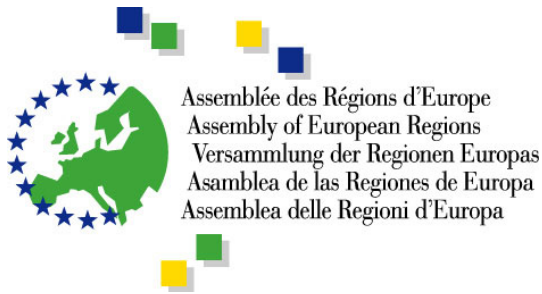 Assemblée des Régions d'Europe
Assembly of European Regions
Versammlung der Regionen Europas
Asamblea de las Regiones de Europa
Assemblea delle Regioni d'Europa